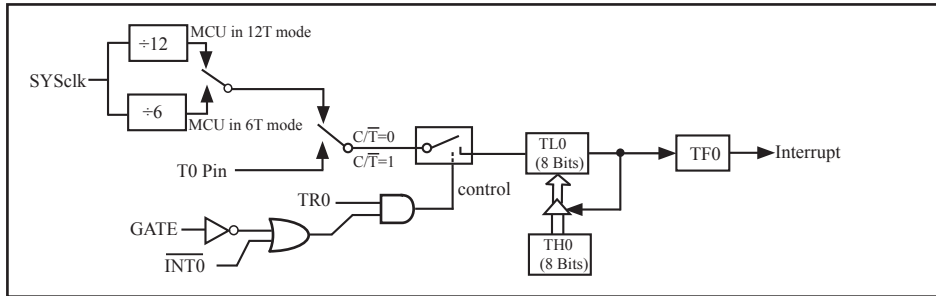 MCU in 12T mode
÷12
SYSclk
÷6
MCU in 6T mode
C/T̅=0
C/T̅=1
T0 Pin
TL0
(8 Bits)
TF0
Interrupt
TR0
control
GATE
I̅N̅T̅0̅
TH0
(8 Bits)